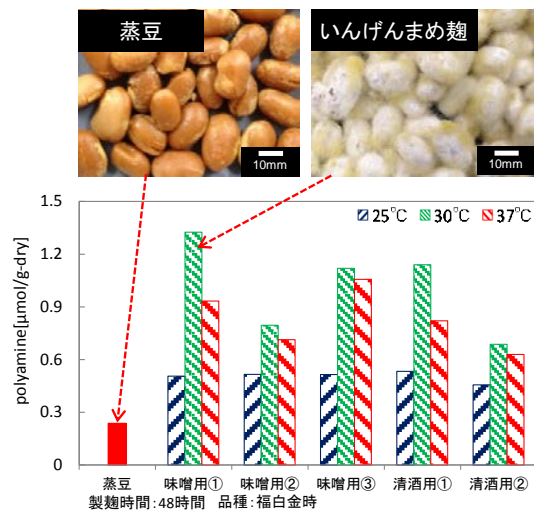 蒸豆
いんげんまめ麹
10mm
10mm
1.5
1.2
0.9
0.6
0.3
0
polyamine[μmol/g-dry]
25℃ 30℃ 37℃
蒸豆 味噌用① 味噌用② 味噌用③ 清酒用① 清酒用②
製麹時間:48時間 品種:福白金時